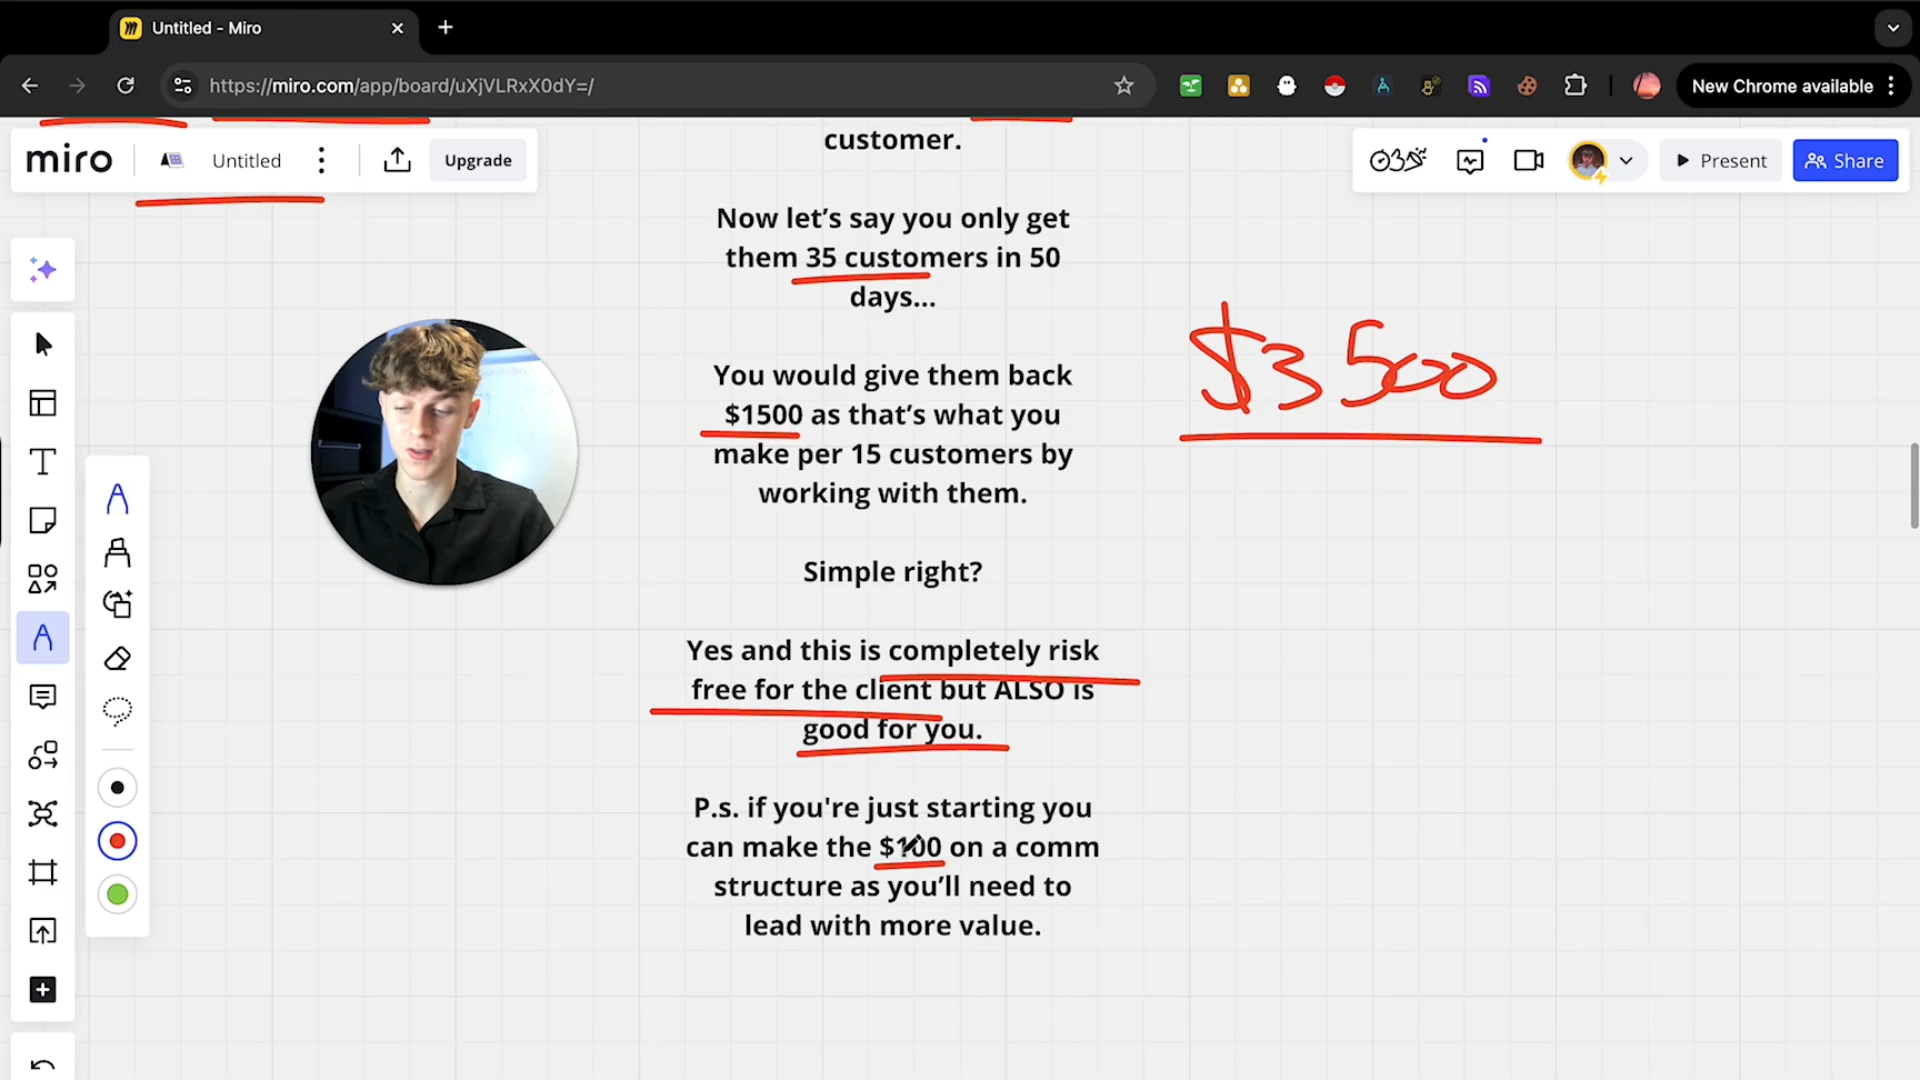 Untitled - Miro
https://miro.com/app/board/uXjVLRxX0dY=/
New Chrome available
miro
Untitled
Upgrade
Present
Share
customer.
Now let’s say you only get
them 35 customers in 50
days...
You would give them back
$1500 as that’s what you
make per 15 customers by
working with them.
$3500
Simple right?
Yes and this is completely risk
free for the client but ALSO is
good for you.
P.s. if you're just starting you
can make the $100 on a comm
structure as you’ll need to
lead with more value.